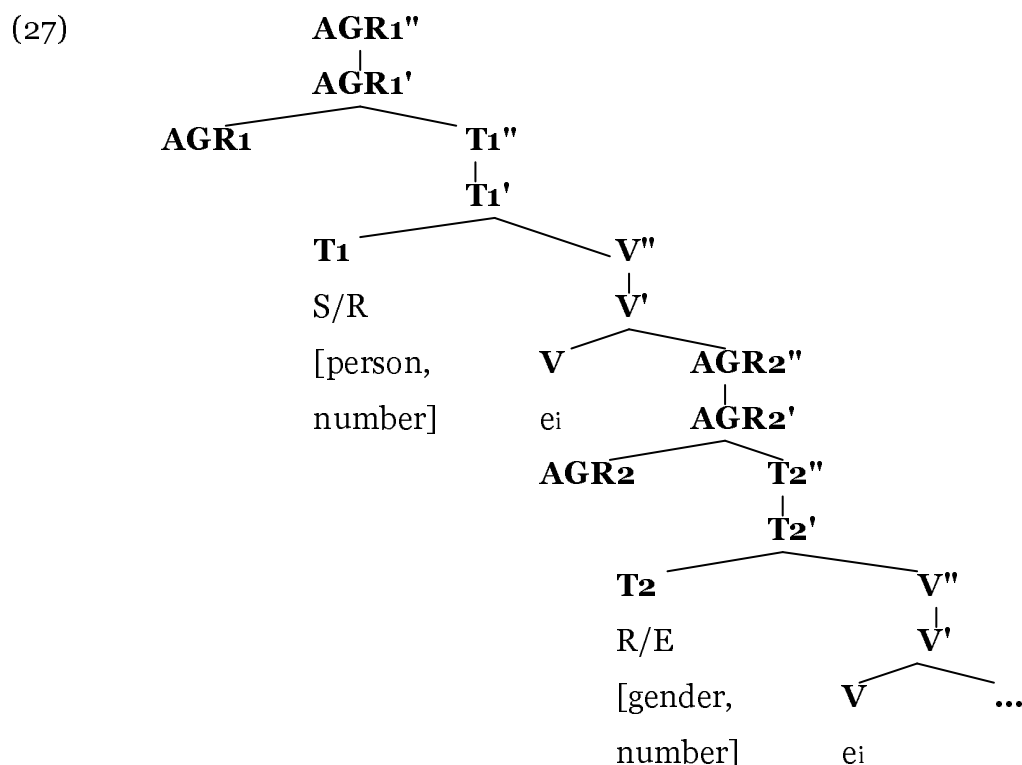 (27) AGR1"
AGR1'
AGR1 T1"
T1'
T1 V"
S/R V'
[person, V AGR2"
number] ei AGR2'
AGR2 T2"
T2'
T2 V"
R/E V'
[gender, V ...
number] ei